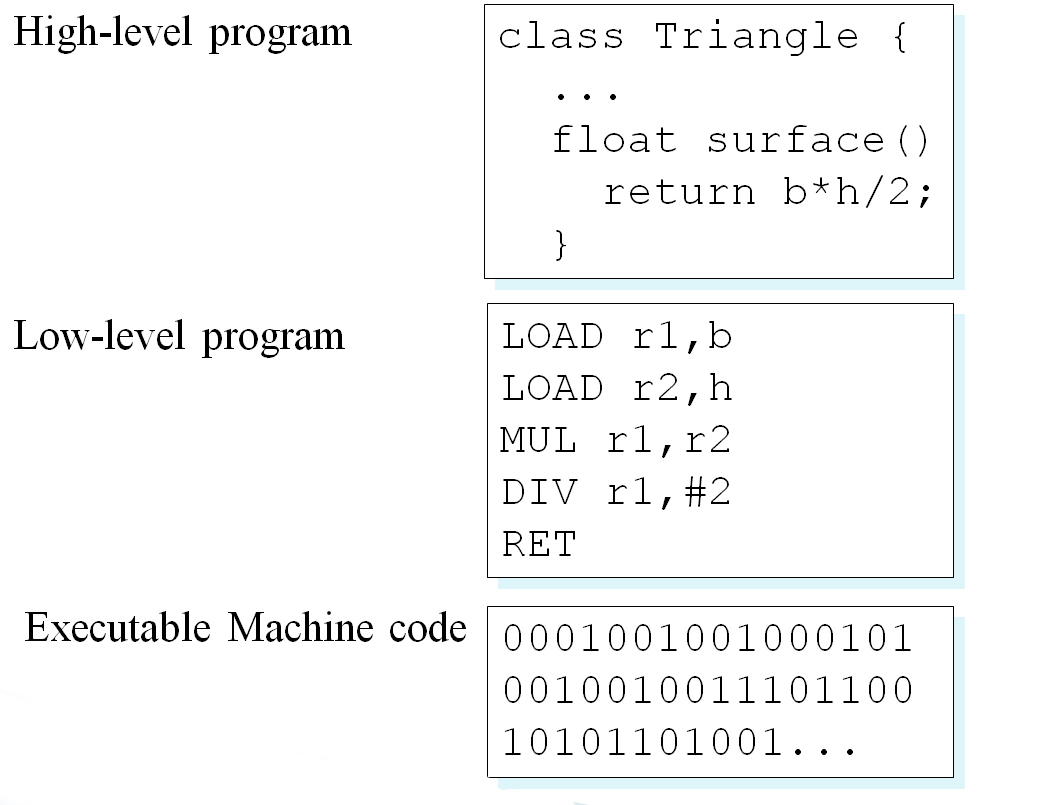 High-level program
class Triangle {
...
float surface()
return b*h/2;
}
Low-level program
LOAD r1,b
LOAD r2,h
MUL r1,r2
DIV r1,#2
RET
Executable Machine code
0001001001000101
0010010011101100
10101101001...